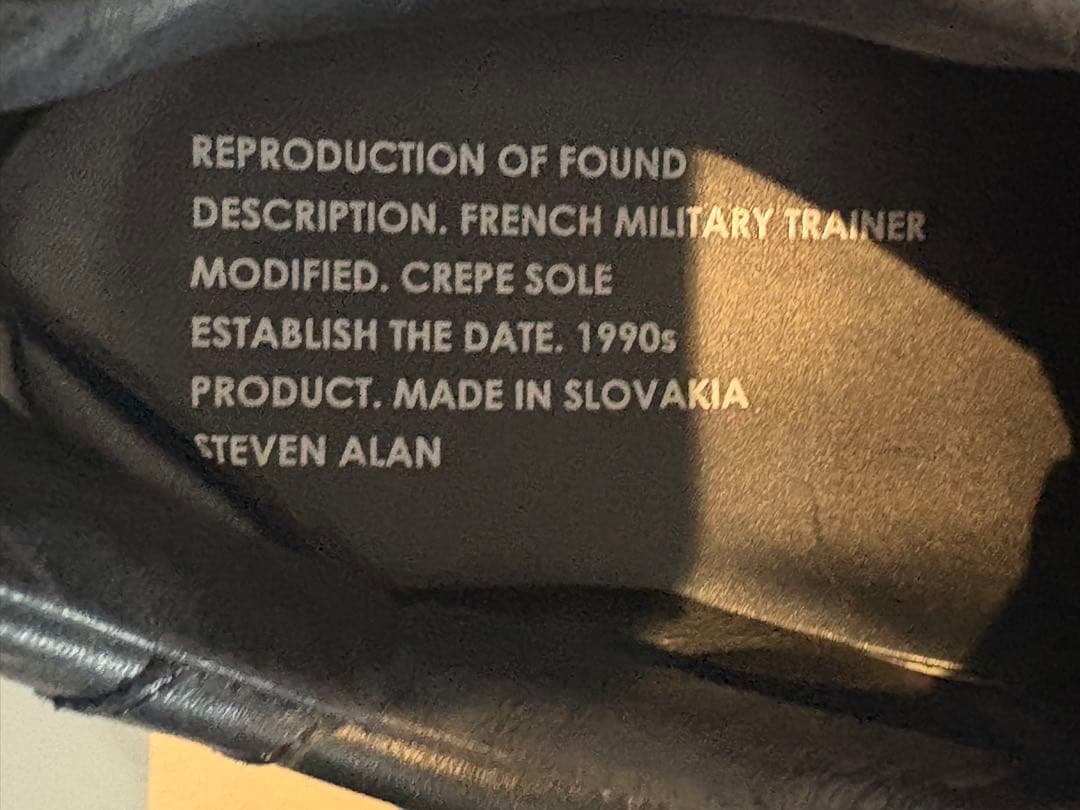 REPRODUCTION OF FOUND
DESCRIPTION. FRENCH MILITARY TRAINER
MODIFIED. CREPE SOLE
ESTABLISH THE DATE. 1990s
PRODUCT. MADE IN SLOVAKIA
STEVEN ALAN